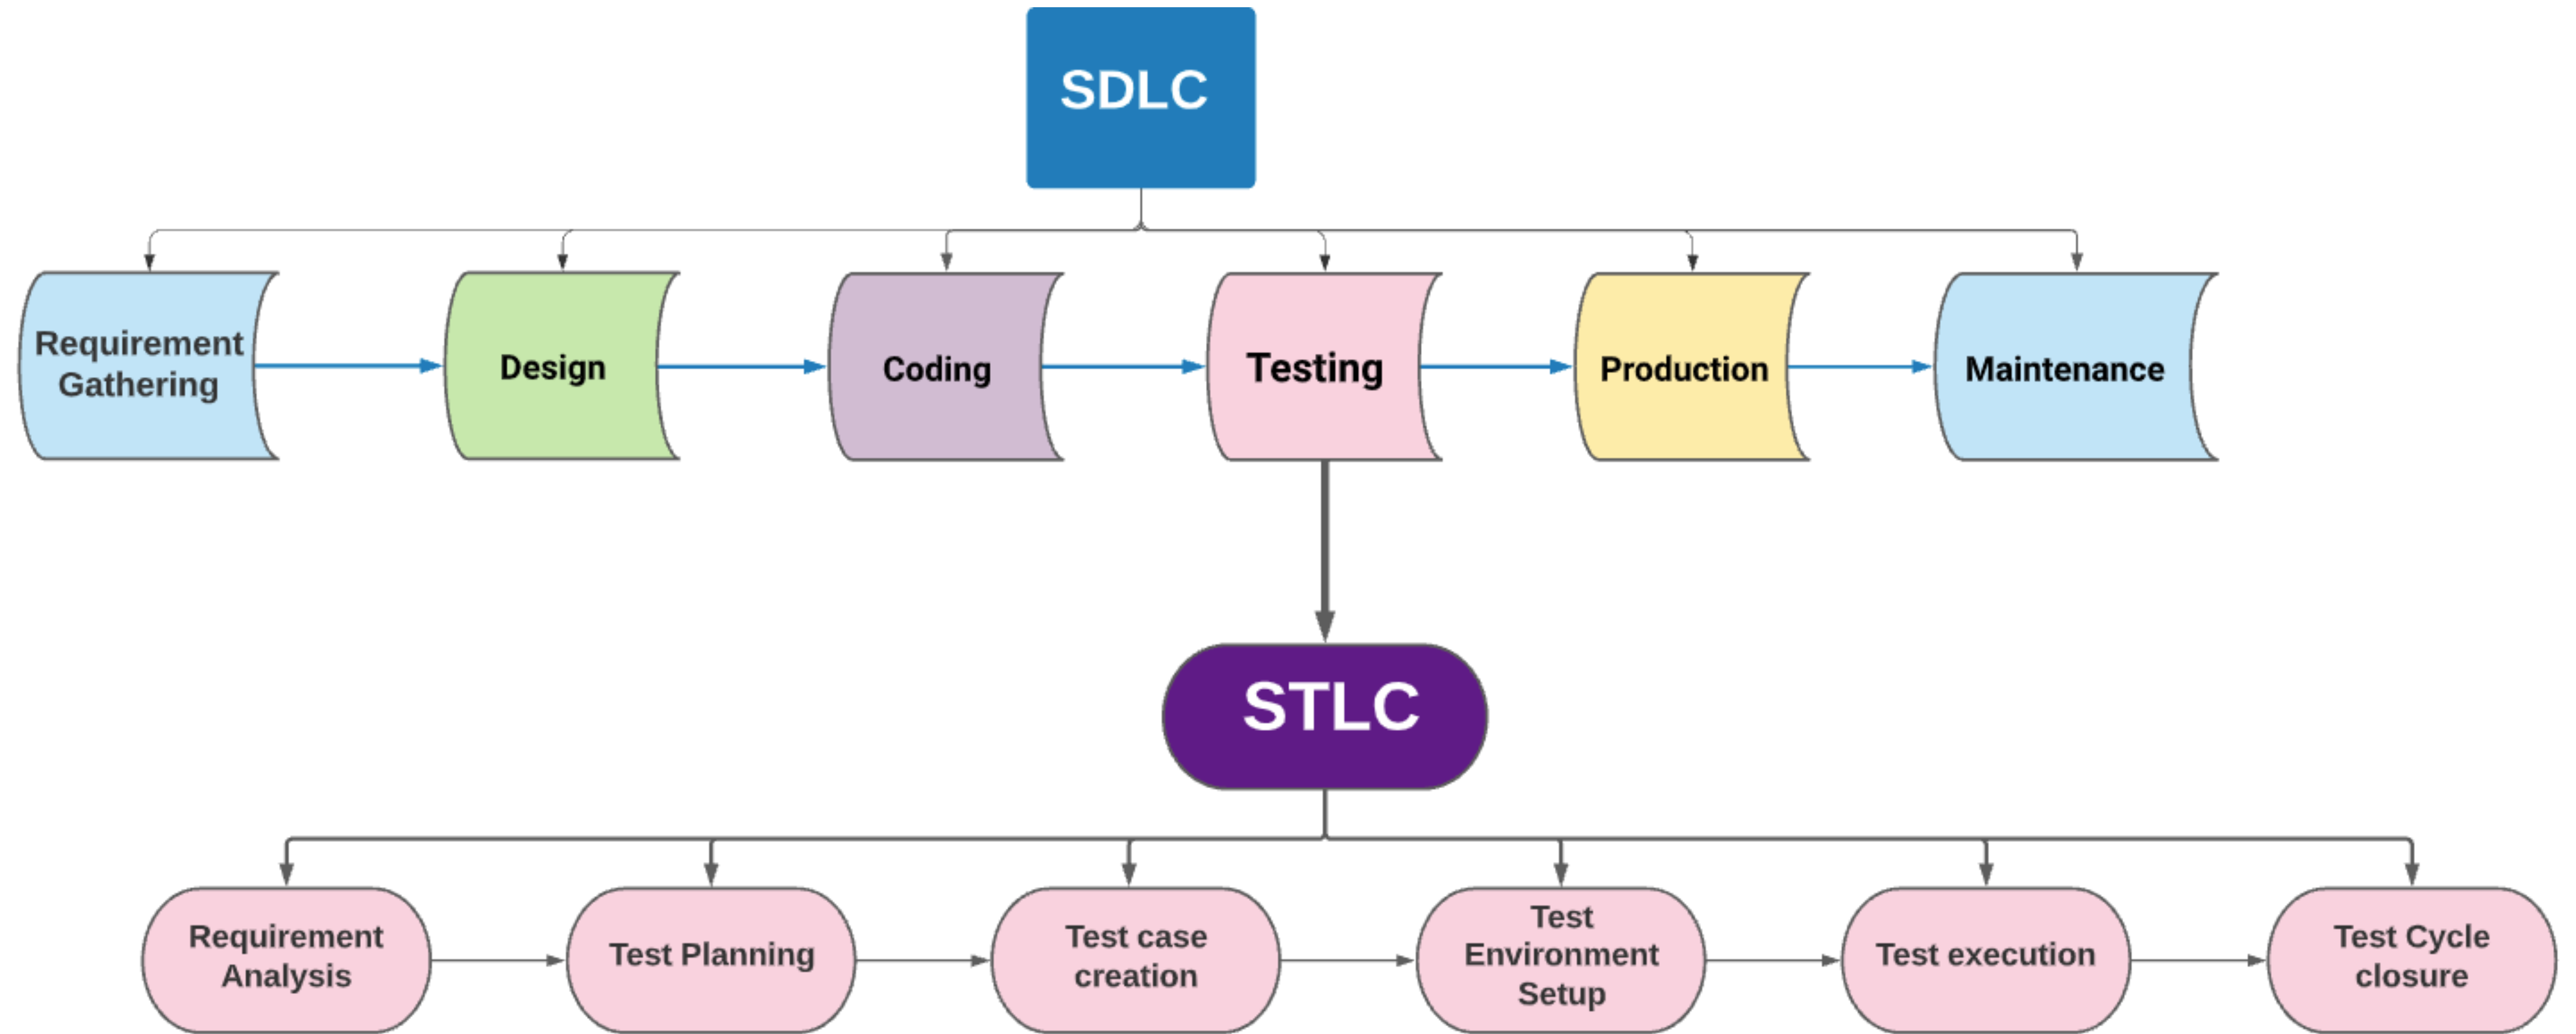 SDLC
Requirement
Gathering
Design
Coding
Testing
Production
Maintenance
STLC
Requirement
Analysis
Test Planning
Test case
creation
Test
Environment
Setup
Test execution
Test Cycle
closure